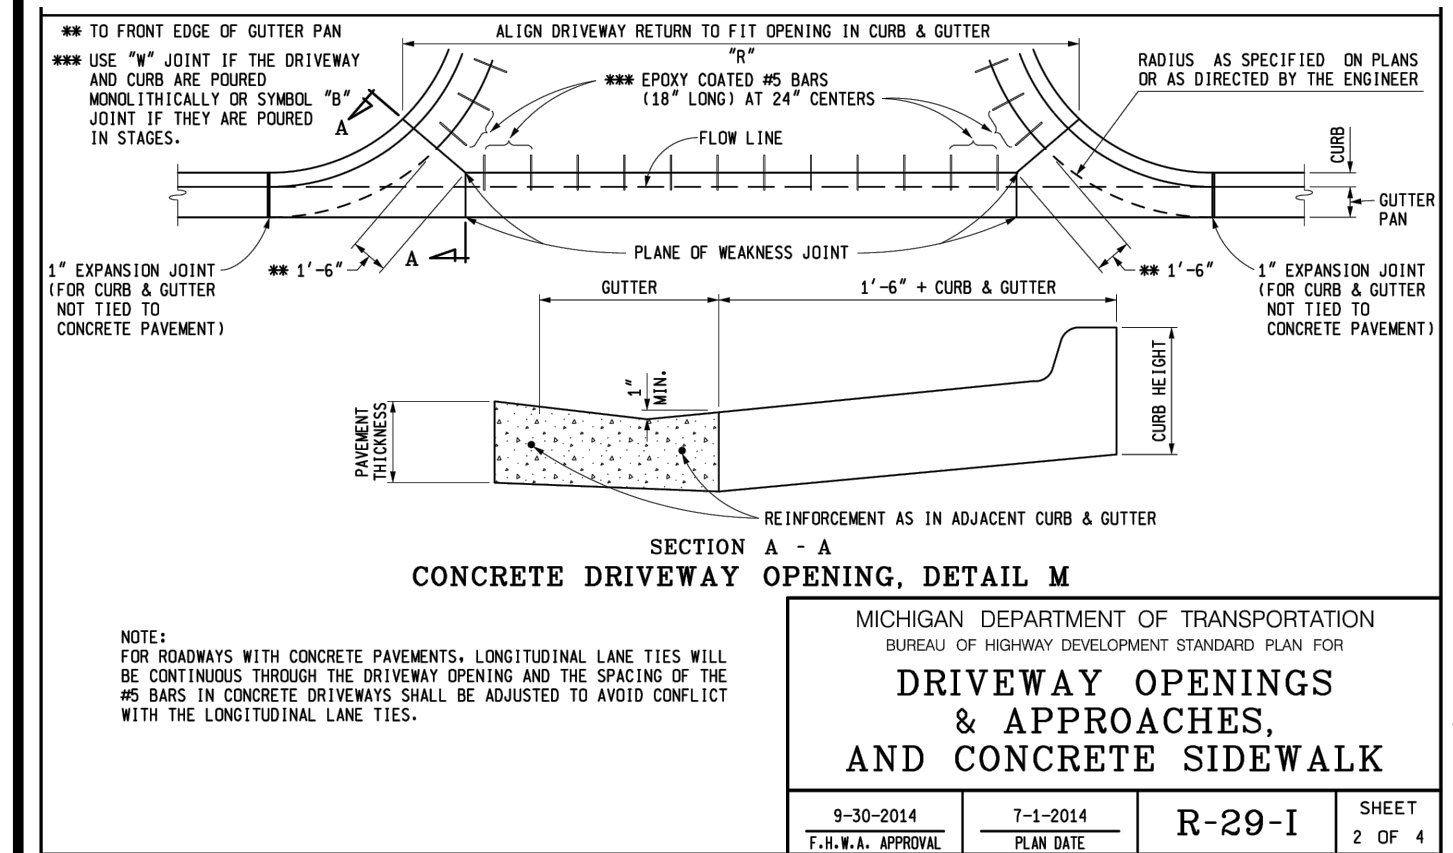 ** TO FRONT EDGE OF GUTTER PAN
*** USE "W" JOINT IF THE DRIVEWAY
AND CURB ARE POURED
MONOLITHICALLY OR SYMBOL "B"
JOINT IF THEY ARE POURED
IN STAGES.
A
ALIGN DRIVEWAY RETURN TO FIT OPENING IN CURB & GUTTER
"R"
*** EPOXY COATED #5 BARS
(18" LONG) AT 24" CENTERS
FLOW LINE
RADIUS AS SPECIFIED ON PLANS
OR AS DIRECTED BY THE ENGINEER
CURB
GUTTER
PAN
PLANE OF WEAKNESS JOINT
A
** 1'-6"
** 1'-6"
1" EXPANSION JOINT
(FOR CURB & GUTTER
NOT TIED TO
CONCRETE PAVEMENT)
1" EXPANSION JOINT
(FOR CURB & GUTTER
NOT TIED TO
CONCRETE PAVEMENT)
GUTTER
1'-6" + CURB & GUTTER
1"
MIN.
PAVEMENT
THICKNESS
CURB HEIGHT
REINFORCEMENT AS IN ADJACENT CURB & GUTTER
SECTION A - A
CONCRETE DRIVEWAY OPENING, DETAIL M
NOTE:
FOR ROADWAYS WITH CONCRETE PAVEMENTS, LONGITUDINAL LANE TIES WILL
BE CONTINUOUS THROUGH THE DRIVEWAY OPENING AND THE SPACING OF THE
#5 BARS IN CONCRETE DRIVEWAYS SHALL BE ADJUSTED TO AVOID CONFLICT
WITH THE LONGITUDINAL LANE TIES.
MICHIGAN DEPARTMENT OF TRANSPORTATION
BUREAU OF HIGHWAY DEVELOPMENT STANDARD PLAN FOR
DRIVEWAY OPENINGS
& APPROACHES,
AND CONCRETE SIDEWALK
9-30-2014
F.H.W.A. APPROVAL
7-1-2014
PLAN DATE
R-29-I
SHEET
2 OF 4